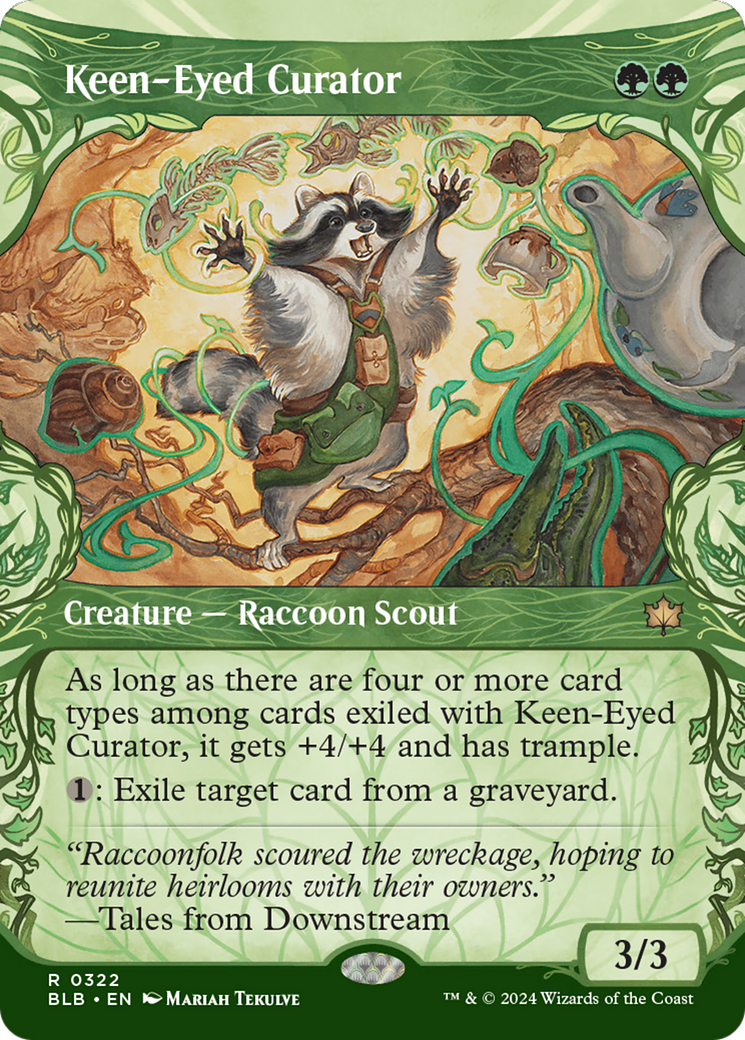 Keen-Eyed Curator
Creature — Raccoon Scout
As long as there are four or more card
types among cards exiled with Keen-Eyed
Curator, it gets +4/+4 and has trample.
1: Exile target card from a graveyard.
“Raccoonfolk scoured the wreckage, hoping to
reunite heirlooms with their owners.”
—Tales from Downstream
3/3
R 0322
BLB • EN Mariah Tekulve
™ & © 2024 Wizards of the Coast